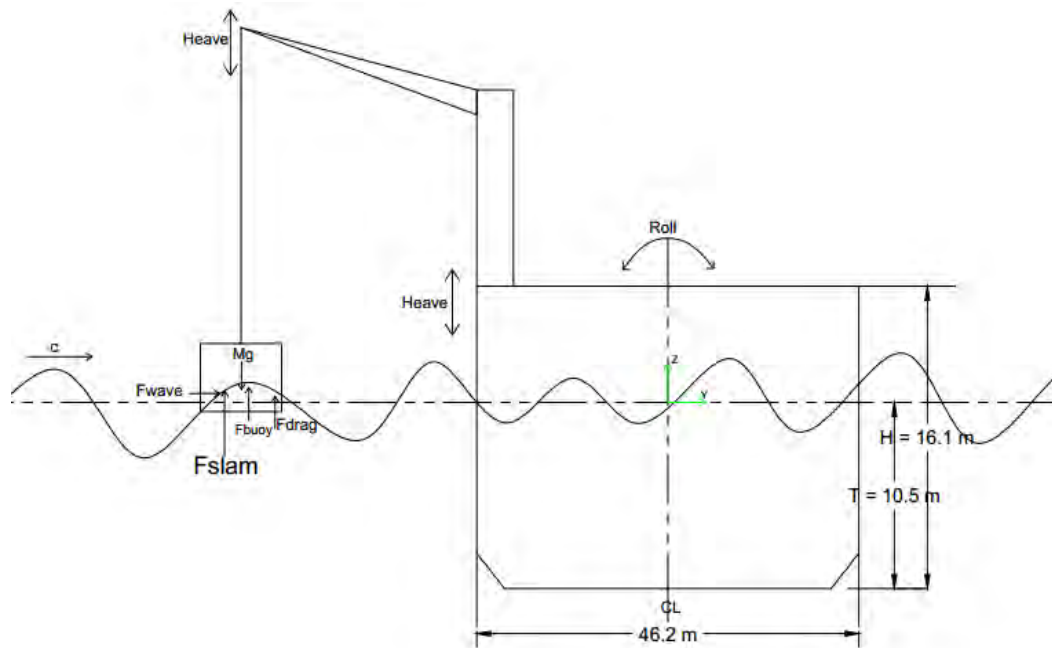 Heave
Roll
Heave
C
Mg
Fwave
Fbuoy
Fdrag
Fslam
z
Y
H = 16.1 m
T = 10.5 m
CL
46.2 m